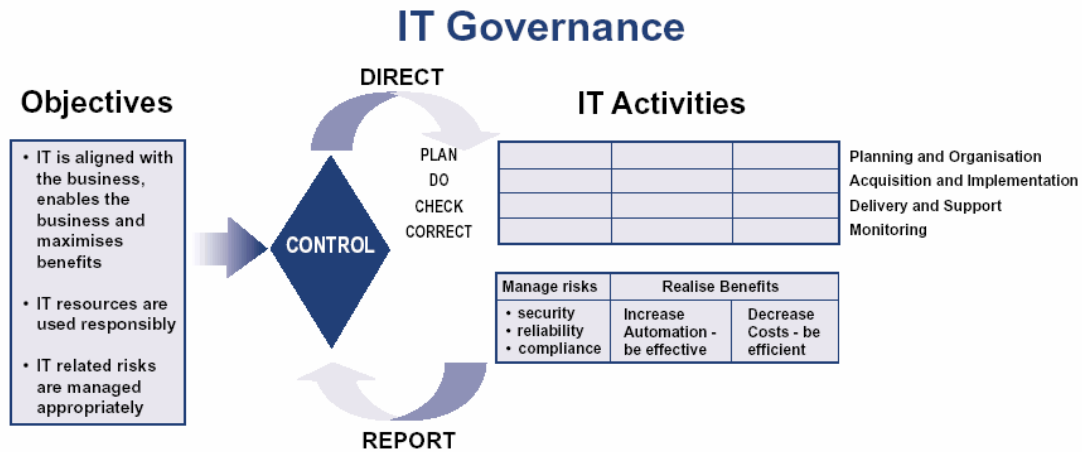 IT Governance
Objectives
• IT is aligned with
the business,
enables the
business and
maximises
benefits
• IT resources are
used responsibly
• IT related risks
are managed
appropriately
DIRECT
CONTROL
PLAN
DO
CHECK
CORRECT
REPORT
IT Activities
Planning and Organisation
Acquisition and Implementation
Delivery and Support
Monitoring
Manage risks
• security
• reliability
• compliance
Realise Benefits
Increase
Automation -
be effective
Decrease
Costs - be
efficient